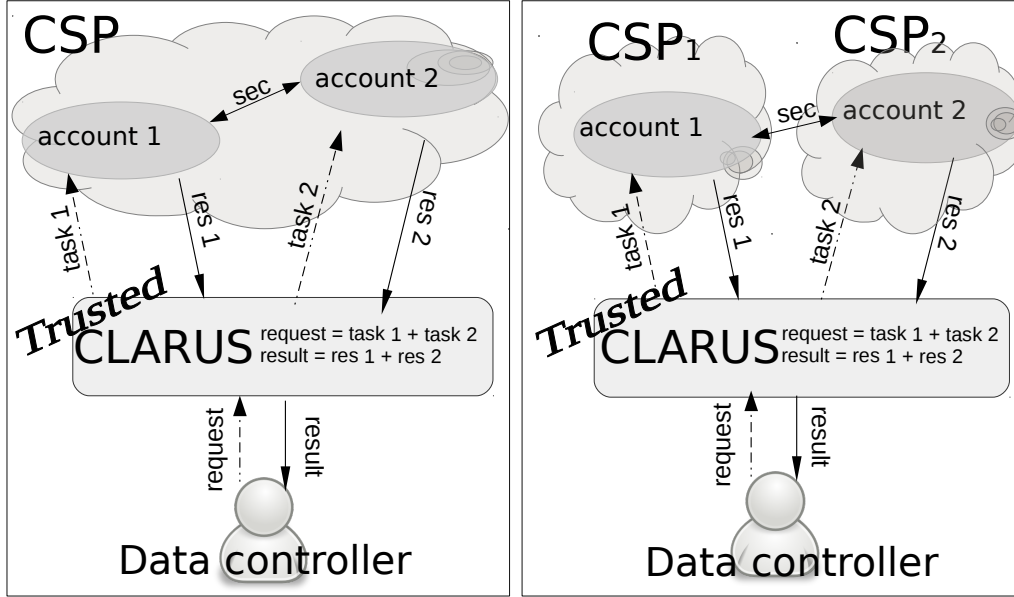 CSP
account 2
sec
account 1
task 1
res 1
task 2
res 2
Trusted
CLARUS
request = task 1 + task 2
result = res 1 + res 2
request
result
Data controller
CSP1
CSP2
account 2
sec
account 1
task 1
res 1
task 2
res 2
Trusted
CLARUS
request = task 1 + task 2
result = res 1 + res 2
request
result
Data controller